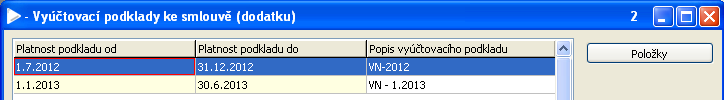 - Vyúčtovací podklady ke smlouvě (dodatku) 2
Platnost podkladu od Platnost podkladu do Popis vyúčtovacího podkladu Položky
1.7.2012 31.12.2012 VN-2012
1.1.2013 30.6.2013 VN - 1.2013